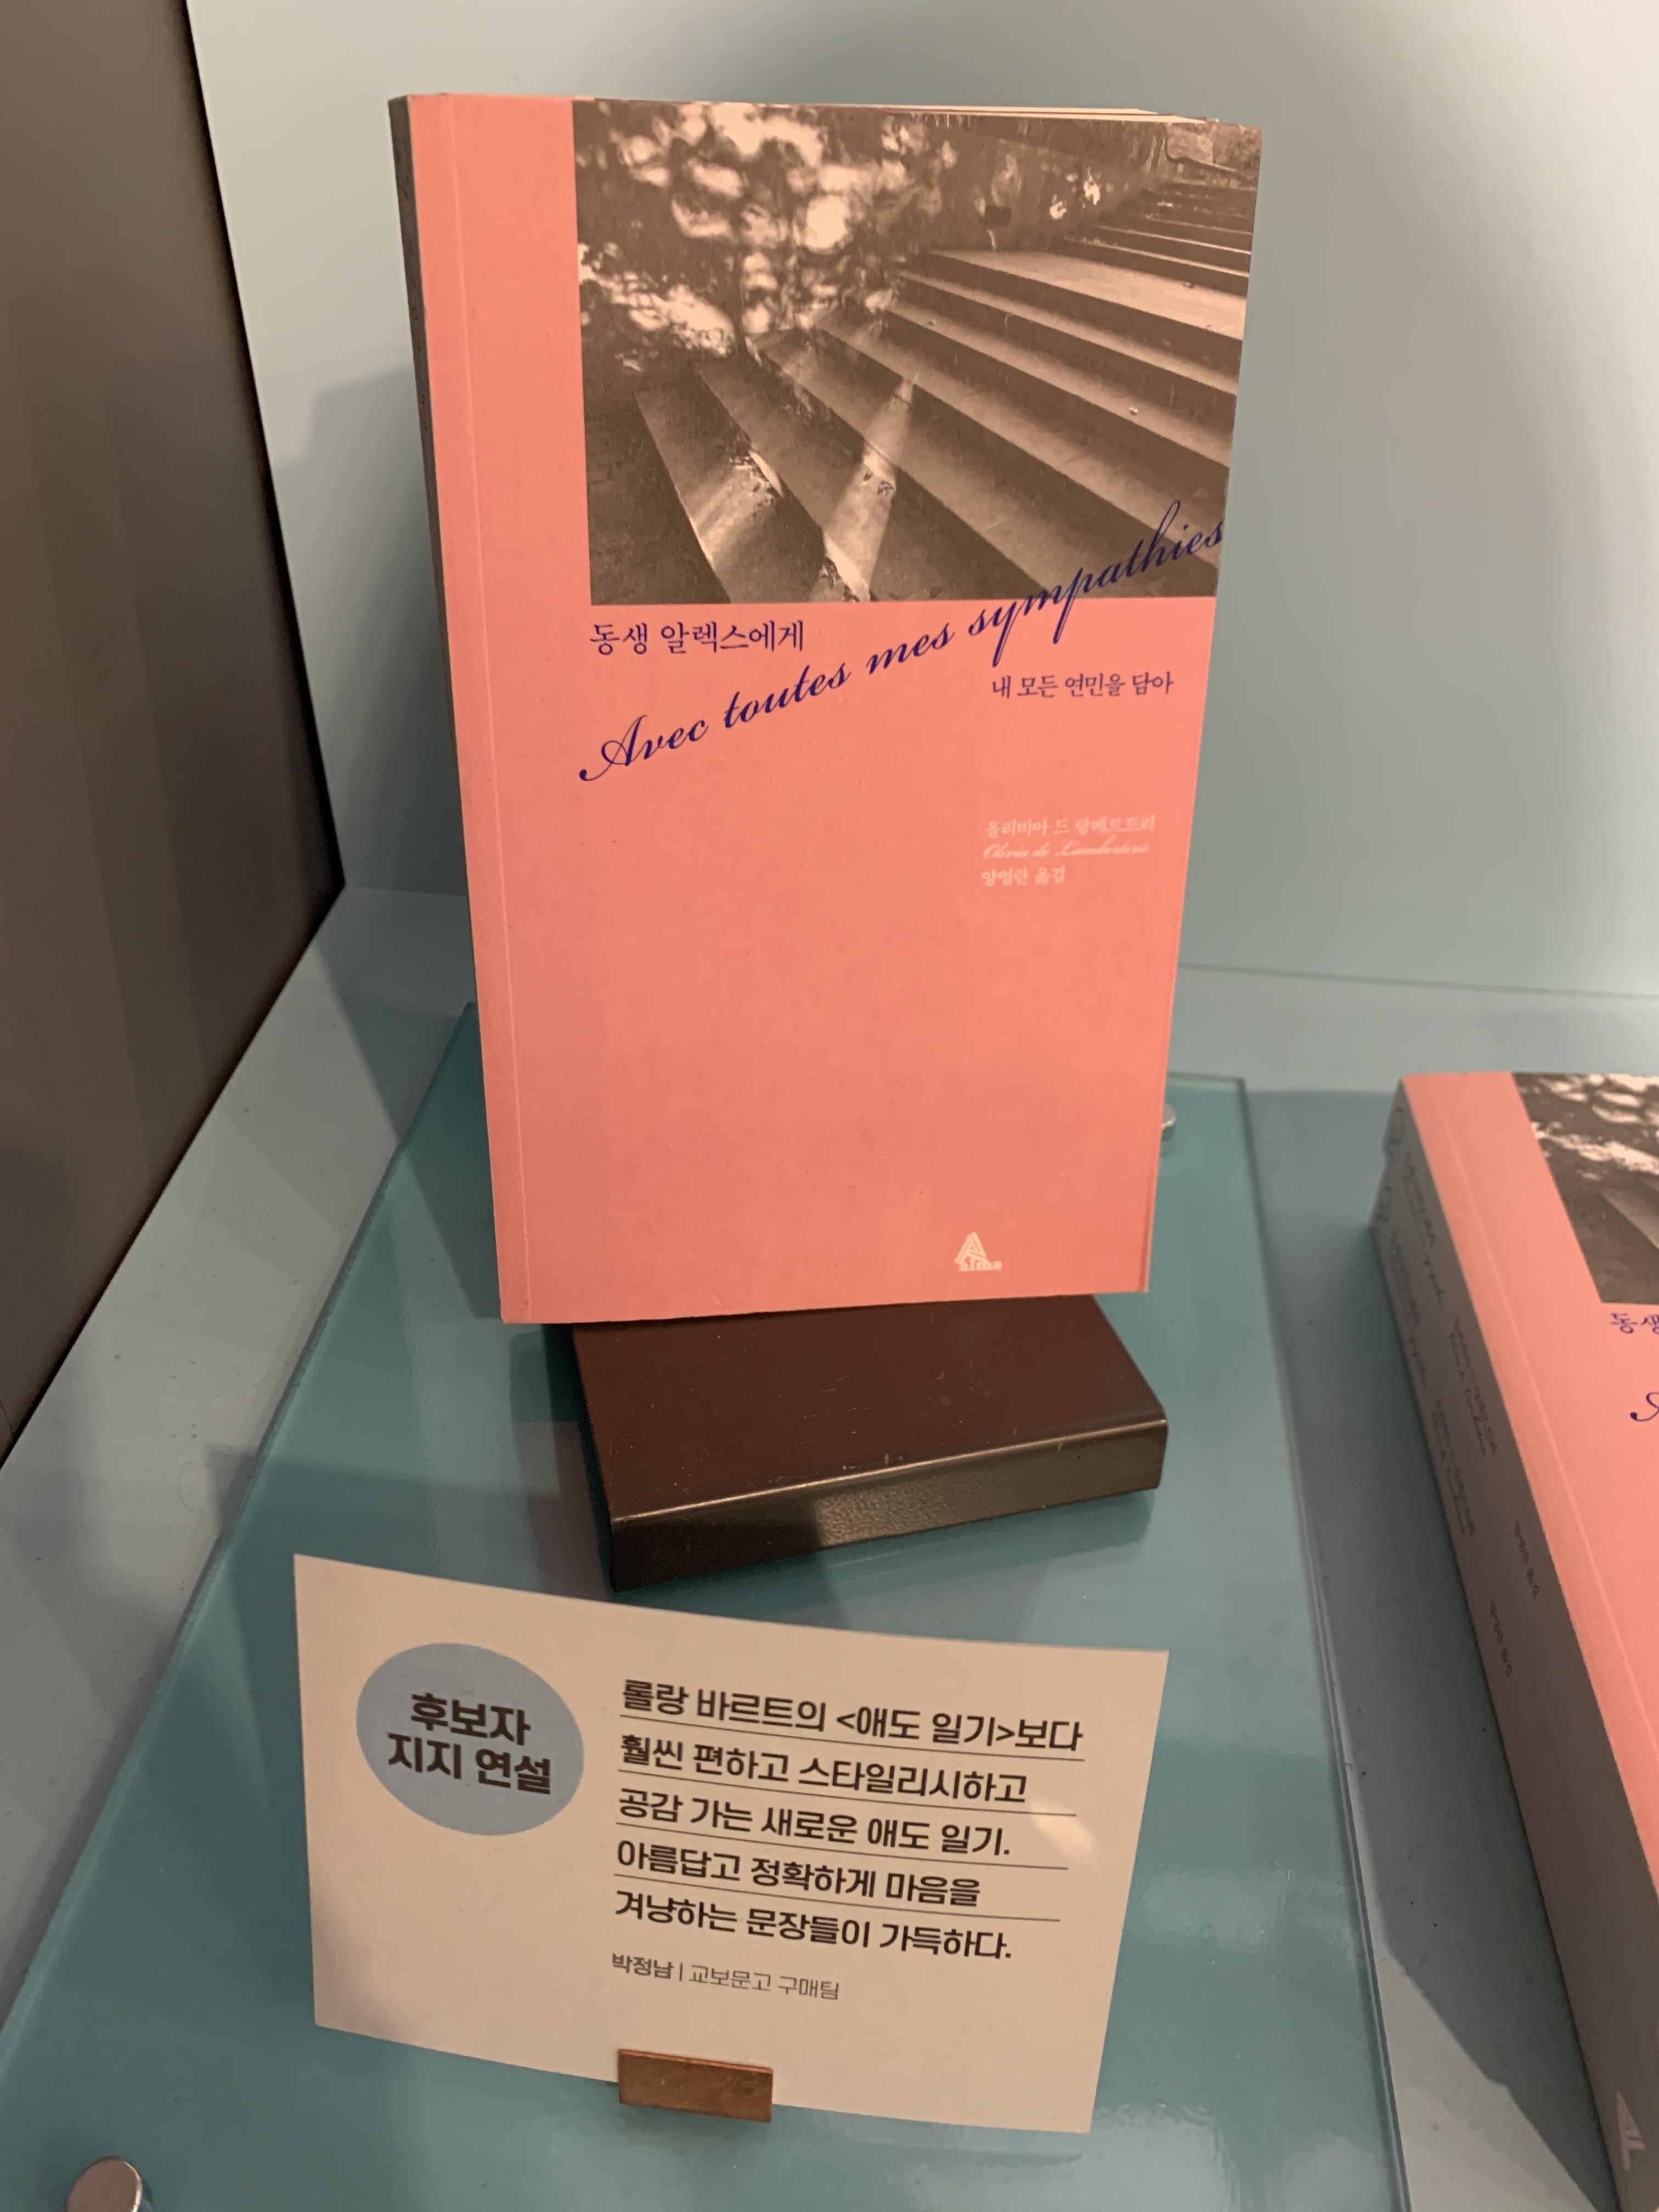 동생 알렉스에게
Avec toutes mes sympathies
내 모든 연민을 담아
올리비아 드 랑베르트리
Olivia de Lamberterie
양영란 옮김
alma
동생
후보자
지지 연설
롤랑 바르트의 <애도 일기>보다
훨씬 편하고 스타일리시하고
공감 가는 새로운 애도 일기.
아름답고 정확하게 마음을
겨냥하는 문장들이 가득하다.
박정남 | 교보문고 구매팀